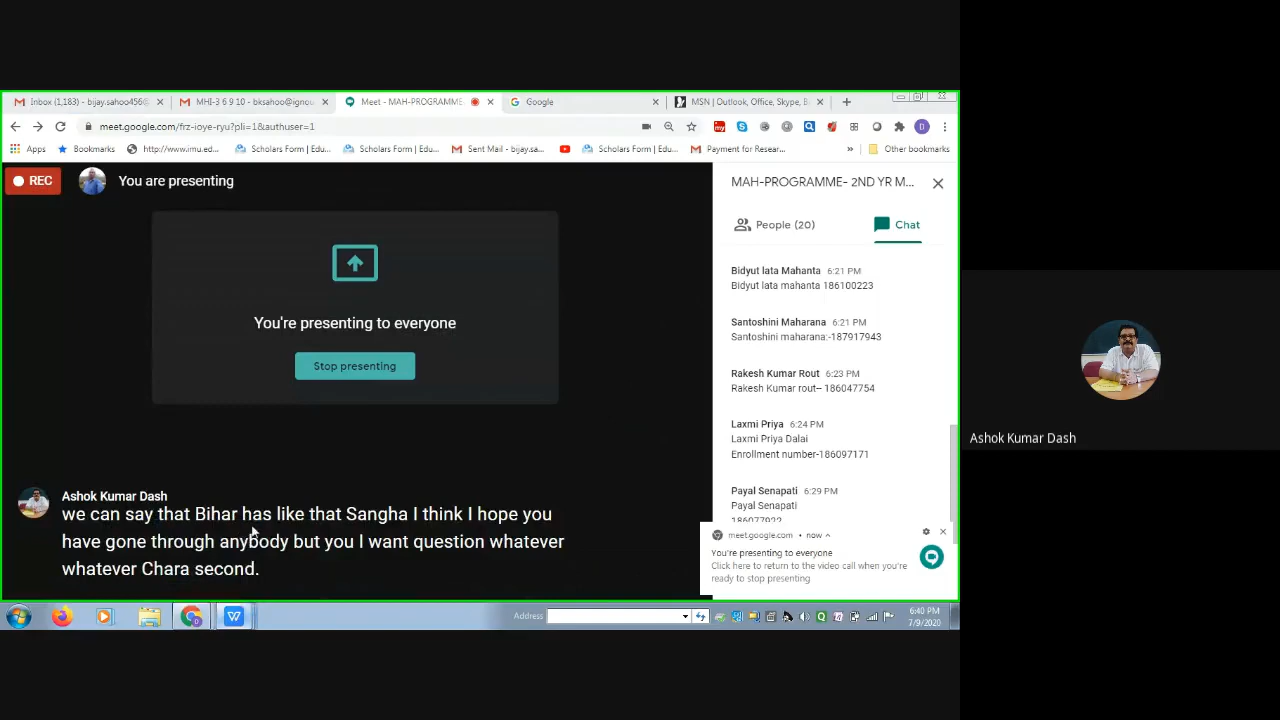 Inbox (1,183) - bijay.sahoo456@
MHI-3 6 9 10 - bksahoo@ignou
Meet - MAH-PROGRAMME-
Google
MSN | Outlook, Office, Skype, B
meet.google.com/frz-ioye-ryu?pli=1&authuser=1
Apps
Bookmarks
http://www.imu.ed...
Scholars Form | Edu...
Scholars Form | Edu...
Sent Mail - bijay.sa...
Scholars Form | Edu...
Payment for Resear...
»
Other bookmarks
REC
You are presenting
You're presenting to everyone
Stop presenting
Ashok Kumar Dash
we can say that Bihar has like that Sangha I think I hope you
have gone through anybody but you I want question whatever
whatever Chara second.
MAH-PROGRAMME- 2ND YR M...
People (20)
Chat
Bidyut lata Mahanta 6:21 PM
Bidyut lata mahanta 186100223
Santoshini Maharana 6:21 PM
Santoshini maharana:-187917943
Rakesh Kumar Rout 6:23 PM
Rakesh Kumar rout-- 186047754
Laxmi Priya 6:24 PM
Laxmi Priya Dalai
Enrollment number-186097171
Payal Senapati 6:29 PM
Payal Senapati
186077922
meet.google.com • now
You're presenting to everyone
Click here to return to the video call when you're
ready to stop presenting
Address
6:40 PM
7/9/2020
Ashok Kumar Dash